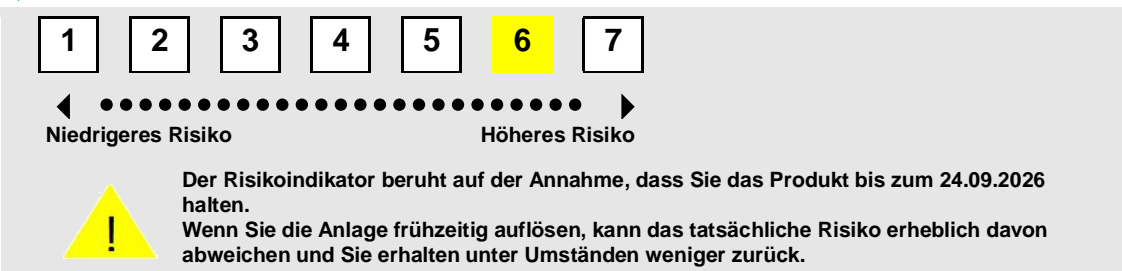 1 2 3 4 5 6 7
Niedrigeres Risiko Höheres Risiko
Der Risikoindikator beruht auf der Annahme, dass Sie das Produkt bis zum 24.09.2026
halten.
Wenn Sie die Anlage frühzeitig auflösen, kann das tatsächliche Risiko erheblich davon
! abweichen und Sie erhalten unter Umständen weniger zurück.